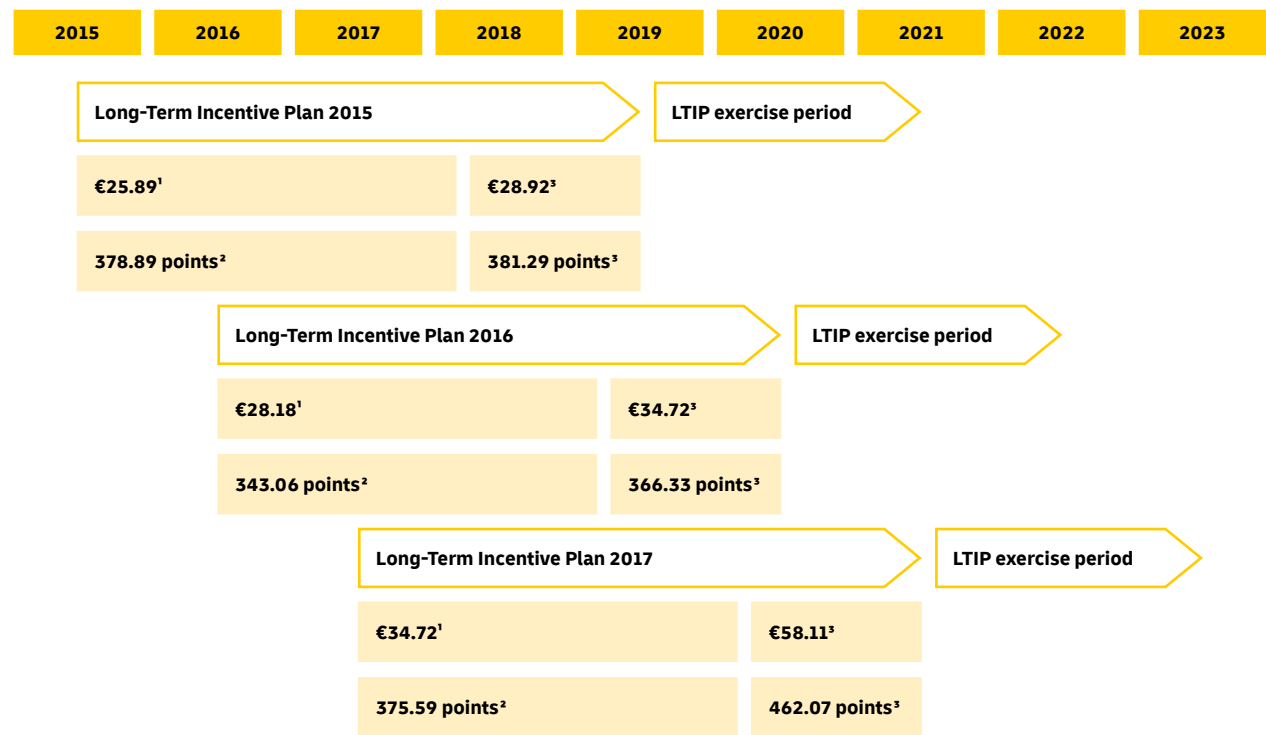 2015 2016 2017 2018 2019 2020 2021 2022 2023
Long-Term Incentive Plan 2015 LTIP exercise period
€25.89¹ €28.92³
378.89 points² 381.29 points³
Long-Term Incentive Plan 2016 LTIP exercise period
€28.18¹ €34.72³
343.06 points² 366.33 points³
Long-Term Incentive Plan 2017 LTIP exercise period
€34.72¹ €58.11³
375.59 points² 462.07 points³